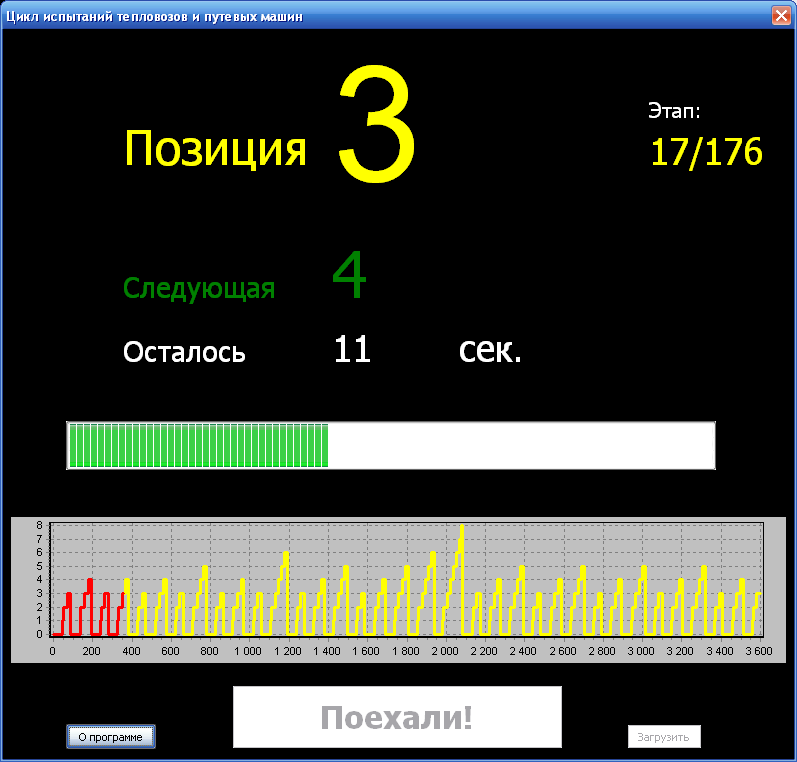 Цикл испытаний тепловозов и путевых машин
Позиция 3
Этап:
17/176
Следующая 4
Осталось 11 сек.
8
7
6
5
4
3
2
1
0
0 200 400 600 800 1 000 1 200 1 400 1 600 1 800 2 000 2 200 2 400 2 600 2 800 3 000 3 200 3 400 3 600
Поехали!
О программе
Загрузить